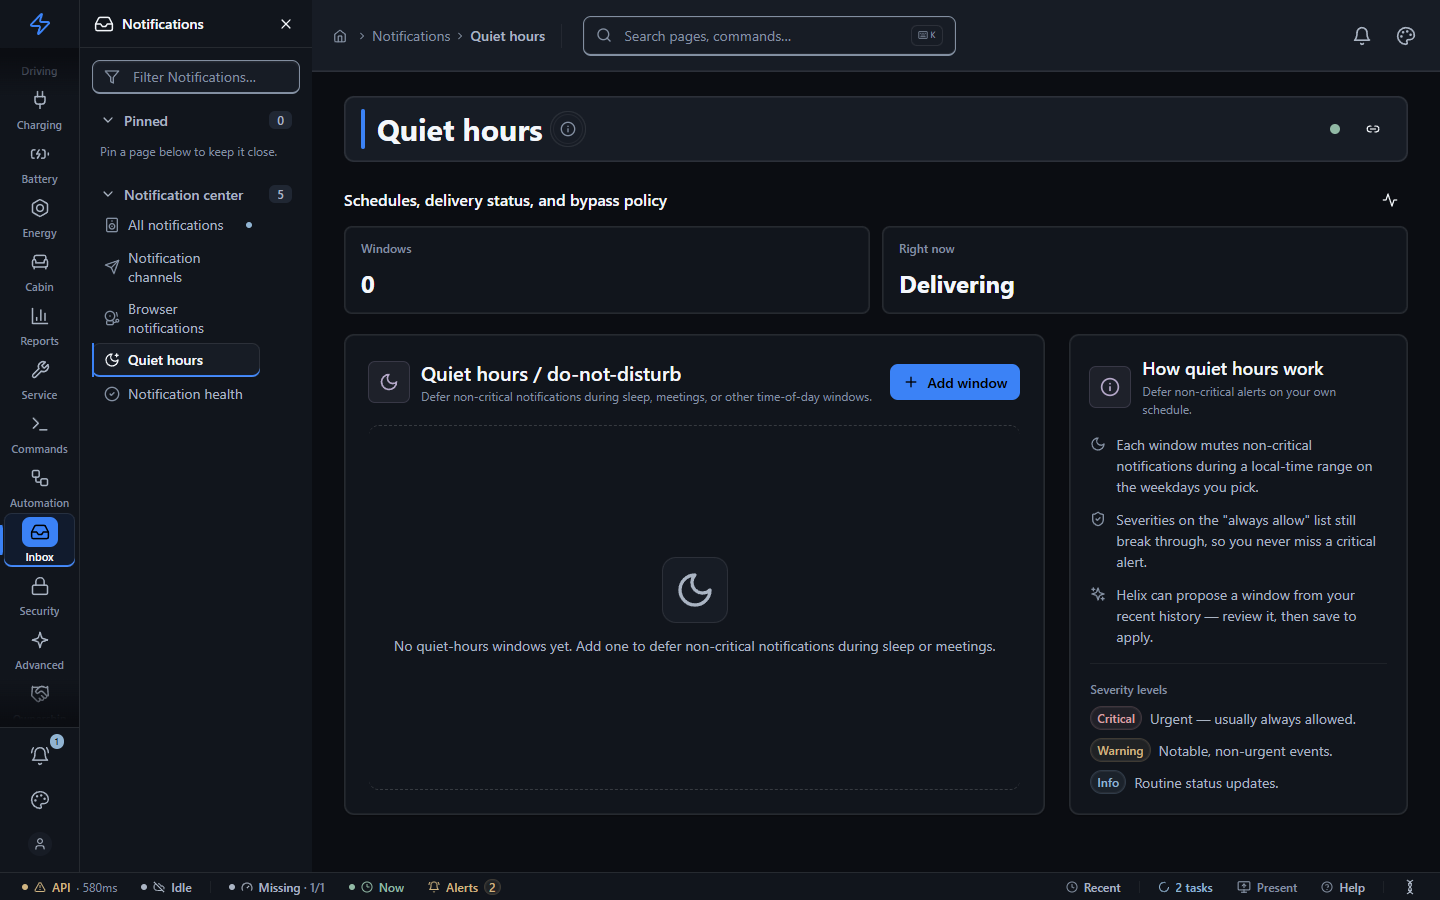 Notifications
Driving
Charging
Battery
Energy
Cabin
Reports
Service
Commands
Automation
Inbox
Security
Advanced
1
Filter Notifications...
Pinned 0
Pin a page below to keep it close.
Notification center 5
All notifications
Notification
channels
Browser
notifications
Quiet hours
Notification health
Notifications Quiet hours
Search pages, commands... K
Quiet hours
Schedules, delivery status, and bypass policy
Windows
0
Right now
Delivering
Quiet hours / do-not-disturb
Defer non-critical notifications during sleep, meetings, or other time-of-day windows.
Add window
No quiet-hours windows yet. Add one to defer non-critical notifications during sleep or meetings.
How quiet hours work
Defer non-critical alerts on your own
schedule.
Each window mutes non-critical
notifications during a local-time range on
the weekdays you pick.
Severities on the "always allow" list still
break through, so you never miss a critical
alert.
Helix can propose a window from your
recent history — review it, then save to
apply.
Severity levels
Critical Urgent — usually always allowed.
Warning Notable, non-urgent events.
Info Routine status updates.
API · 580ms Idle Missing · 1/1 Now Alerts 2 Recent 2 tasks Present Help